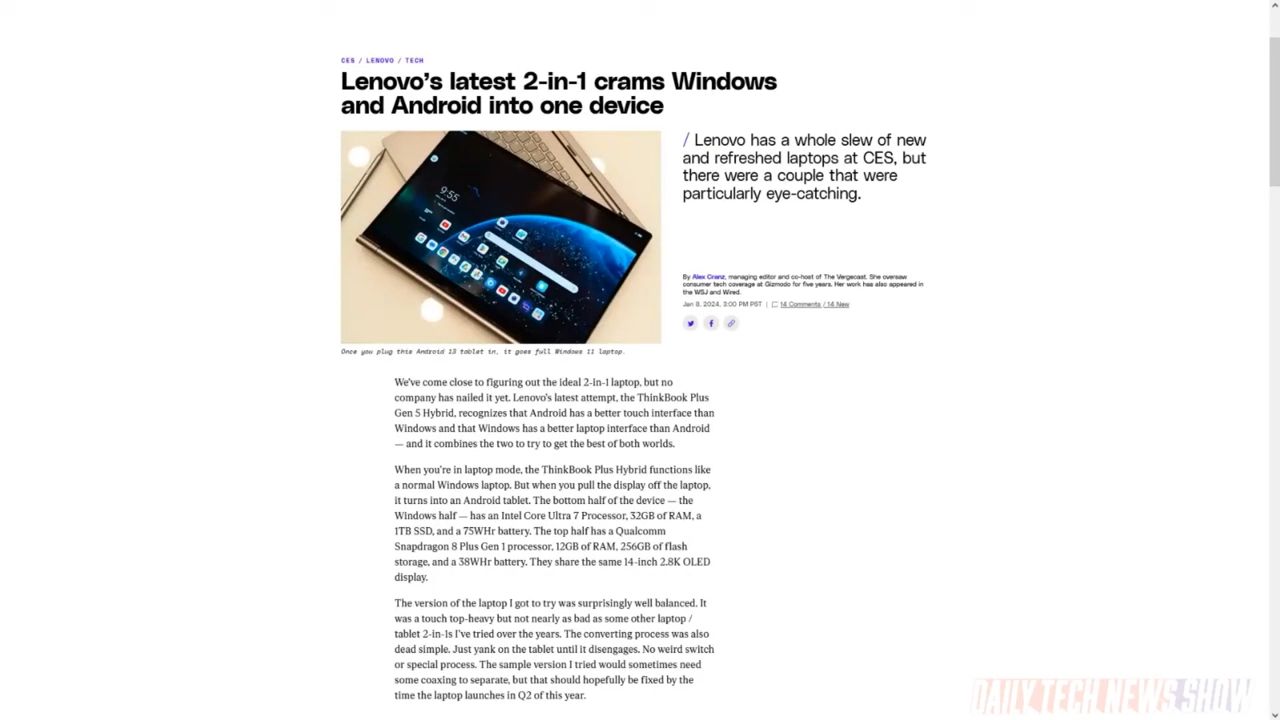 CES / LENOVO / TECH
Lenovo's latest 2-in-1 crams Windows
and Android into one device
/ Lenovo has a whole slew of new
and refreshed laptops at CES, but
there were a couple that were
particularly eye-catching.
9:55
By Alex Cranz, managing editor and co-host of The Vergecast. She oversaw
consumer tech coverage at Gizmodo for five years. Her work has also appeared in
the WSJ and Wired.
Jan 8, 2024, 3:00 PM PST | 14 Comments / 14 New
Once you plug this Android 13 tablet in, it goes full Windows 11 laptop.
We've come close to figuring out the ideal 2-in-1 laptop, but no
company has nailed it yet. Lenovo's latest attempt, the ThinkBook Plus
Gen 5 Hybrid, recognizes that Android has a better touch interface than
Windows and that Windows has a better laptop interface than Android
— and it combines the two to try to get the best of both worlds.
When you're in laptop mode, the ThinkBook Plus Hybrid functions like
a normal Windows laptop. But when you pull the display off the laptop,
it turns into an Android tablet. The bottom half of the device — the
Windows half — has an Intel Core Ultra 7 Processor, 32GB of RAM, a
1TB SSD, and a 75WHr battery. The top half has a Qualcomm
Snapdragon 8 Plus Gen 1 processor, 12GB of RAM, 256GB of flash
storage, and a 38WHr battery. They share the same 14-inch 2.8K OLED
display.
The version of the laptop I got to try was surprisingly well balanced. It
was a touch top-heavy but not nearly as bad as some other laptop /
tablet 2-in-1s I've tried over the years. The converting process was also
dead simple. Just yank on the tablet until it disengages. No weird switch
or special process. The sample version I tried would sometimes need
some coaxing to separate, but that should hopefully be fixed by the
time the laptop launches in Q2 of this year.
DAILY TECH NEWS SHOW